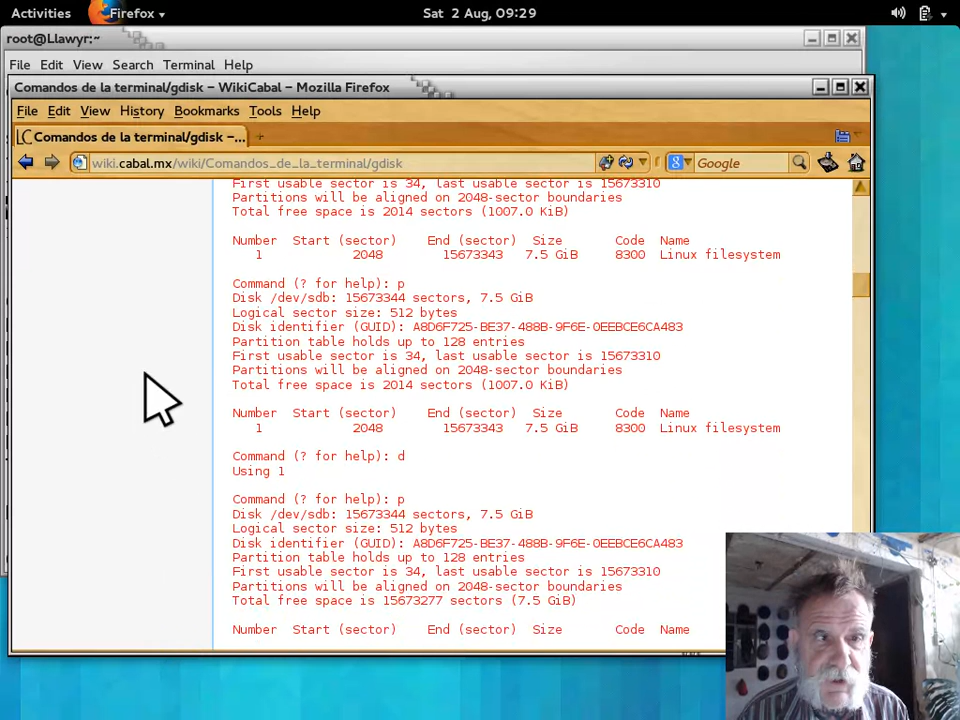 Activities Firefox Sat 2 Aug, 09:29
root@Llawyr:~
File Edit View Search Terminal Help
Comandos de la terminal/gdisk – WikiCabal – Mozilla Firefox
File Edit View History Bookmarks Tools Help
LC Comandos de la terminal/gdisk –... +
wiki.cabal.mx/wiki/Comandos_de_la_terminal/gdisk 8 Google
First usable sector is 34, last usable sector is 15673310
Partitions will be aligned on 2048-sector boundaries
Total free space is 2014 sectors (1007.0 KiB)
Number Start (sector) End (sector) Size Code Name
1 2048 15673343 7.5 GiB 8300 Linux filesystem
Command (? for help): p
Disk /dev/sdb: 15673344 sectors, 7.5 GiB
Logical sector size: 512 bytes
Disk identifier (GUID): A8D6F725-BE37-488B-9F6E-0EEBCE6CA483
Partition table holds up to 128 entries
First usable sector is 34, last usable sector is 15673310
Partitions will be aligned on 2048-sector boundaries
Total free space is 2014 sectors (1007.0 KiB)
Number Start (sector) End (sector) Size Code Name
1 2048 15673343 7.5 GiB 8300 Linux filesystem
Command (? for help): d
Using 1
Command (? for help): p
Disk /dev/sdb: 15673344 sectors, 7.5 GiB
Logical sector size: 512 bytes
Disk identifier (GUID): A8D6F725-BE37-488B-9F6E-0EEBCE6CA483
Partition table holds up to 128 entries
First usable sector is 34, last usable sector is 15673310
Partitions will be aligned on 2048-sector boundaries
Total free space is 15673277 sectors (7.5 GiB)
Number Start (sector) End (sector) Size Code Name